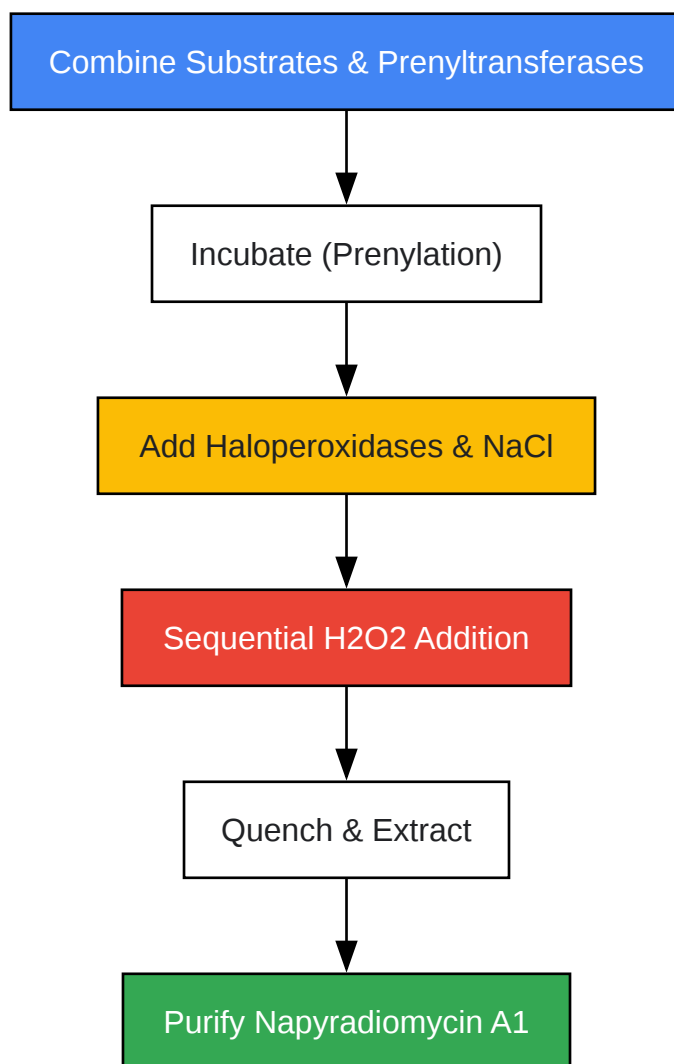 Combine Substrates & Prenyltransferases
Incubate (Prenylation)
Add Haloperoxidases & NaCl
Sequential H2O2 Addition
Quench & Extract
Purify Napyradiomycin A1